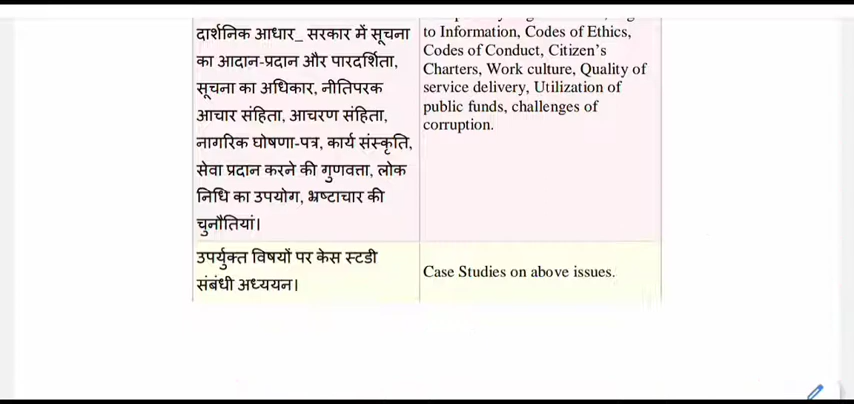 दार्शनिक आधार_ सरकार में सूचना
का आदान-प्रदान और पारदर्शिता,
सूचना का अधिकार, नीतिपरक
आचार संहिता, आचरण संहिता,
नागरिक घोषणा-पत्र, कार्य संस्कृति,
सेवा प्रदान करने की गुणवत्ता, लोक
निधि का उपयोग, भ्रष्टाचार की
चुनौतियां।
to Information, Codes of Ethics,
Codes of Conduct, Citizen's
Charters, Work culture, Quality of
service delivery, Utilization of
public funds, challenges of
corruption.
उपर्युक्त विषयों पर केस स्टडी
संबंधी अध्ययन।
Case Studies on above issues.